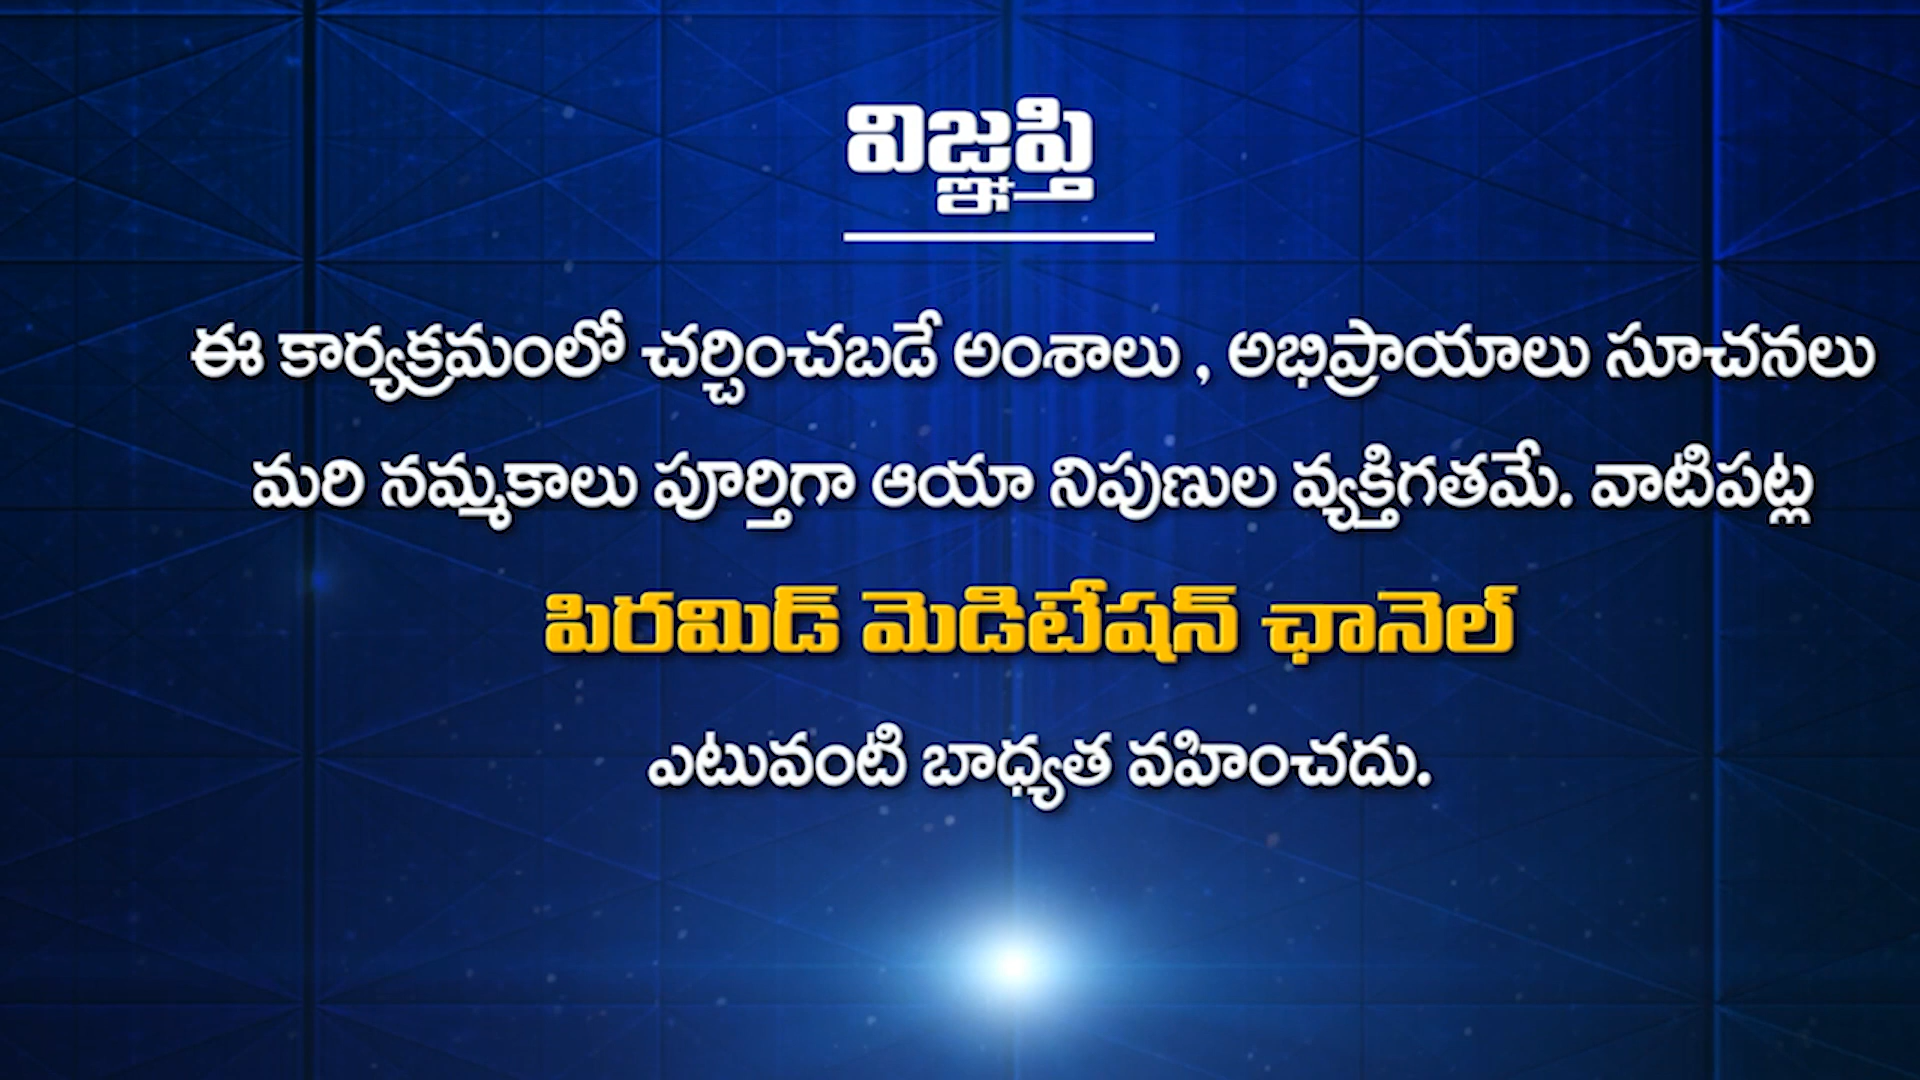 విజ్ఞప్తి
ఈ కార్యక్రమంలో చర్చించబడే అంశాలు , అభిప్రాయాలు సూచనలు
మరి నమ్మకాలు పూర్తిగా ఆయా నిపుణుల వ్యక్తిగతమే. వాటిపట్ల
పిరమిడ్ మెడిటేషన్ ఛానెల్
ఎటువంటి బాధ్యత వహించదు.